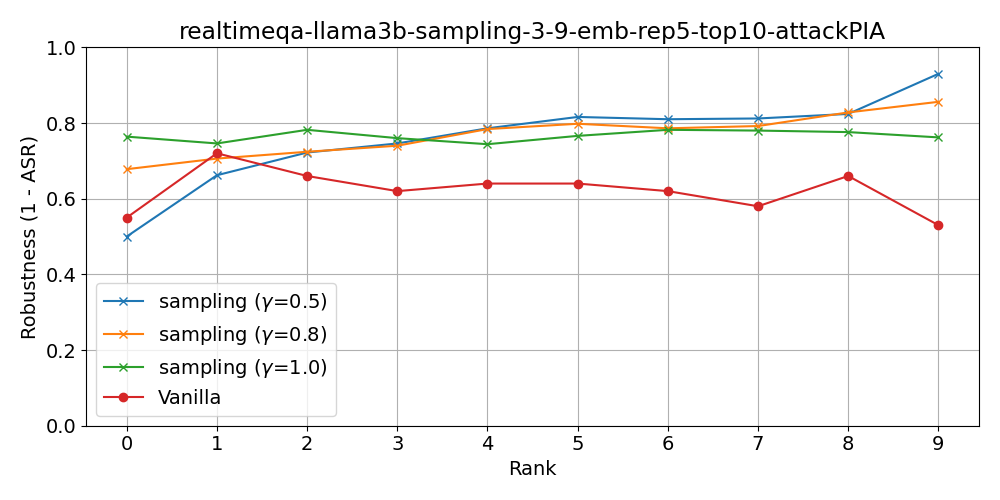 realtimeqa-llama3b-sampling-3-9-emb-rep5-top10-attackPIA
Robustness (1 - ASR)
1.0
0.8
0.6
0.4
0.2
0.0
sampling (γ=0.5)
sampling (γ=0.8)
sampling (γ=1.0)
Vanilla
0 1 2 3 4 5 6 7 8 9
Rank